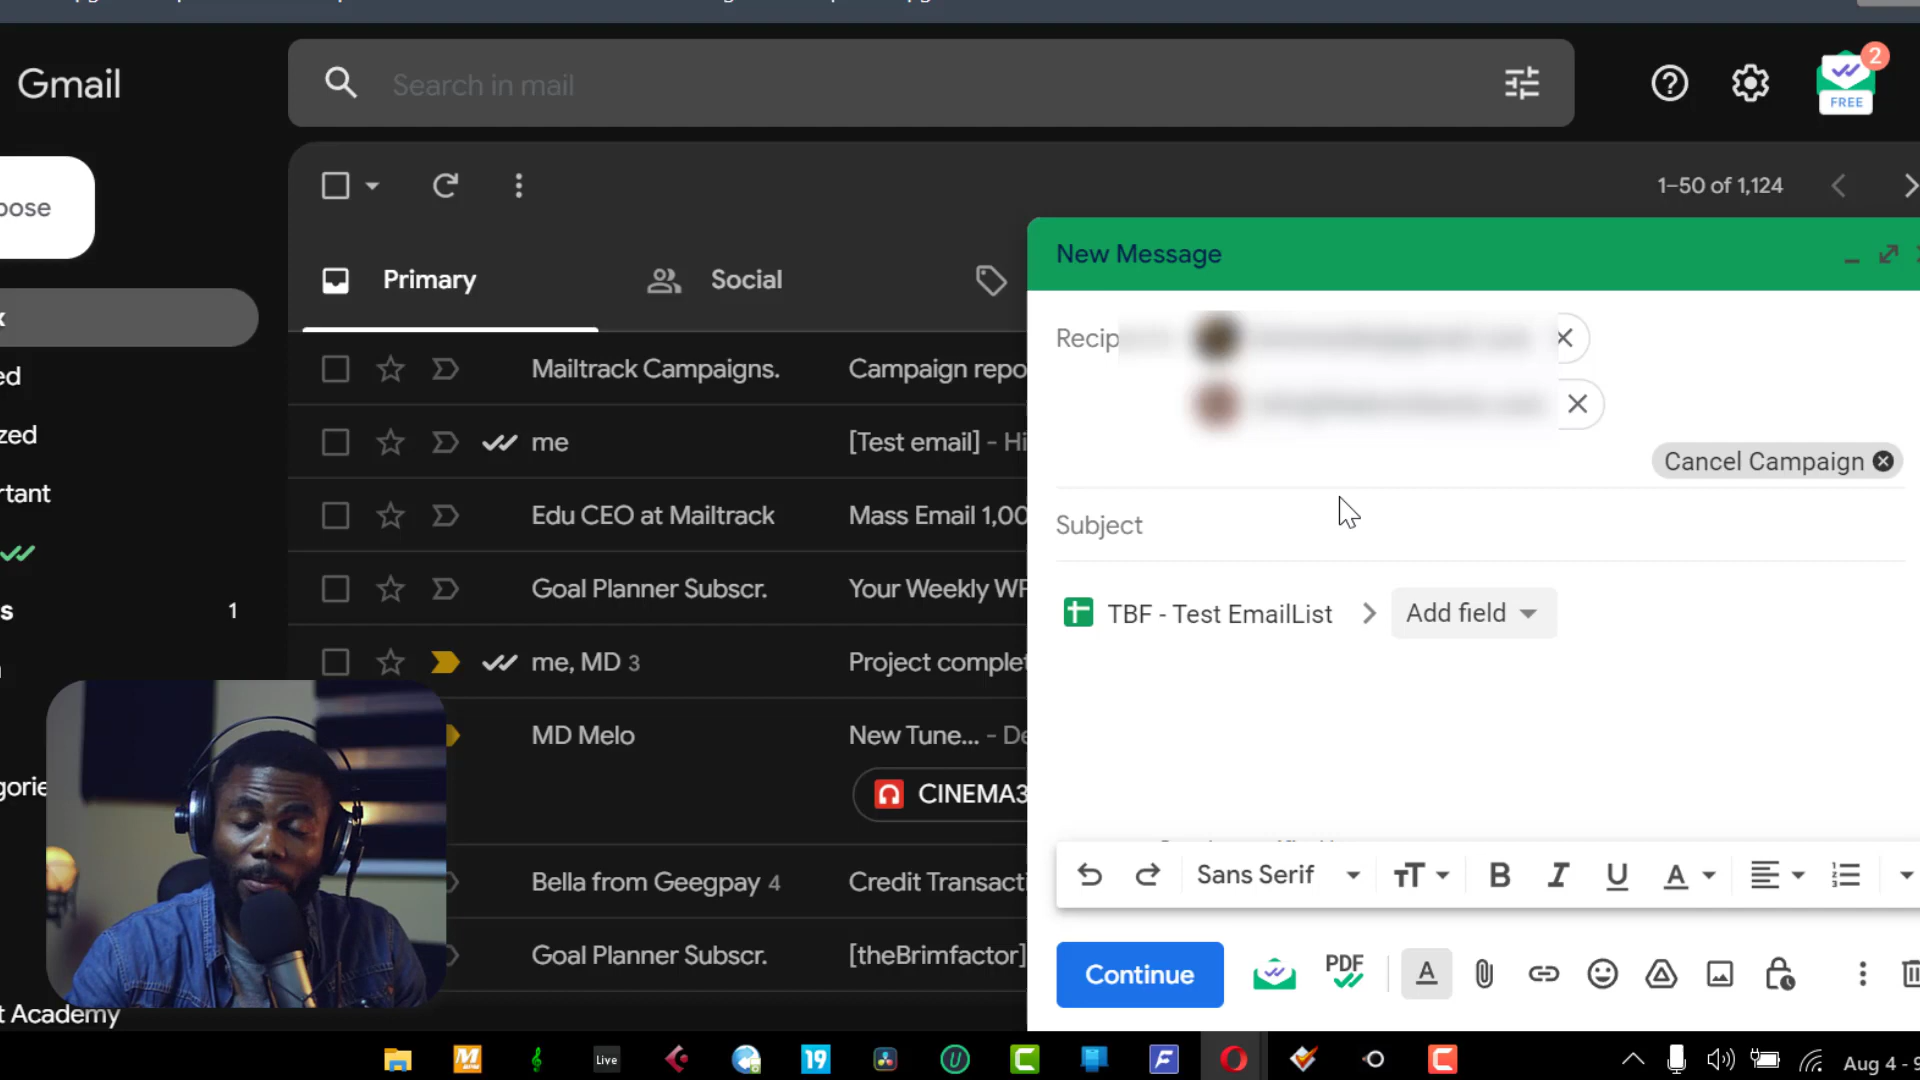 Gmail
Search in mail
FREE
2
pose
1–50 of 1,124
Primary
Social
New Message
Recip
Cancel Campaign
Subject
TBF - Test EmailList
Add field
Mailtrack Campaigns.
Campaign repo
me
[Test email] - Hi
Edu CEO at Mailtrack
Mass Email 1,00
Goal Planner Subscr.
Your Weekly WF
me, MD 3
Project complet
MD Melo
New Tune... - De
CINEMA3
Bella from Geegpay 4
Credit Transacti
Goal Planner Subscr.
[theBrimfactor]
x
ed
zed
rtant
s
1
gorie
t Academy
Sans Serif
B
I
U
A
Continue
PDF
A
Live
19
Aug 4 - 9